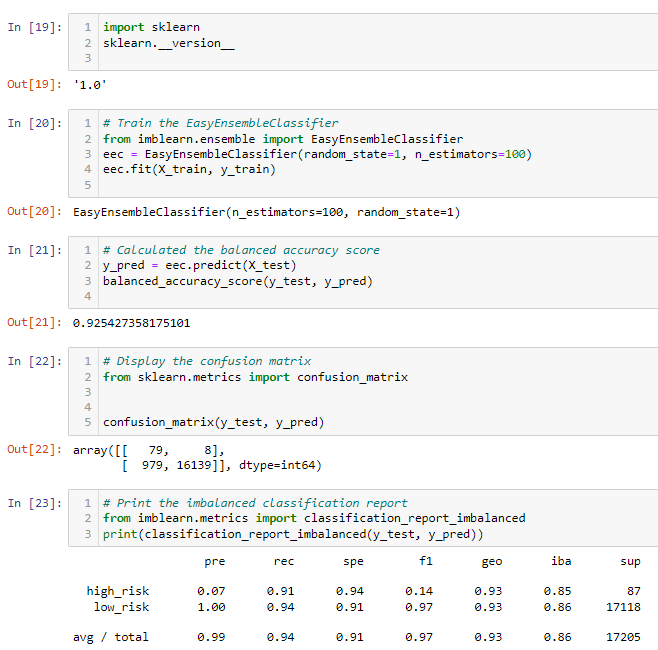 In [19]: 1 import sklearn
2 sklearn.__version__
3
Out[19]: '1.0'
In [20]: 1 # Train the EasyEnsembleClassifier
2 from imblearn.ensemble import EasyEnsembleClassifier
3 eec = EasyEnsembleClassifier(random_state=1, n_estimators=100)
4 eec.fit(X_train, y_train)
5
Out[20]: EasyEnsembleClassifier(n_estimators=100, random_state=1)
In [21]: 1 # Calculated the balanced accuracy score
2 y_pred = eec.predict(X_test)
3 balanced_accuracy_score(y_test, y_pred)
4
Out[21]: 0.925427358175101
In [22]: 1 # Display the confusion matrix
2 from sklearn.metrics import confusion_matrix
3
4
5 confusion_matrix(y_test, y_pred)
Out[22]: array([[   79,     8],
       [  979, 16139]], dtype=int64)
In [23]: 1 # Print the imbalanced classification report
2 from imblearn.metrics import classification_report_imbalanced
3 print(classification_report_imbalanced(y_test, y_pred))
pre rec spe f1 geo iba sup
high_risk 0.07 0.91 0.94 0.14 0.93 0.85 87
low_risk 1.00 0.94 0.91 0.97 0.93 0.86 17118
avg / total 0.99 0.94 0.91 0.97 0.93 0.86 17205